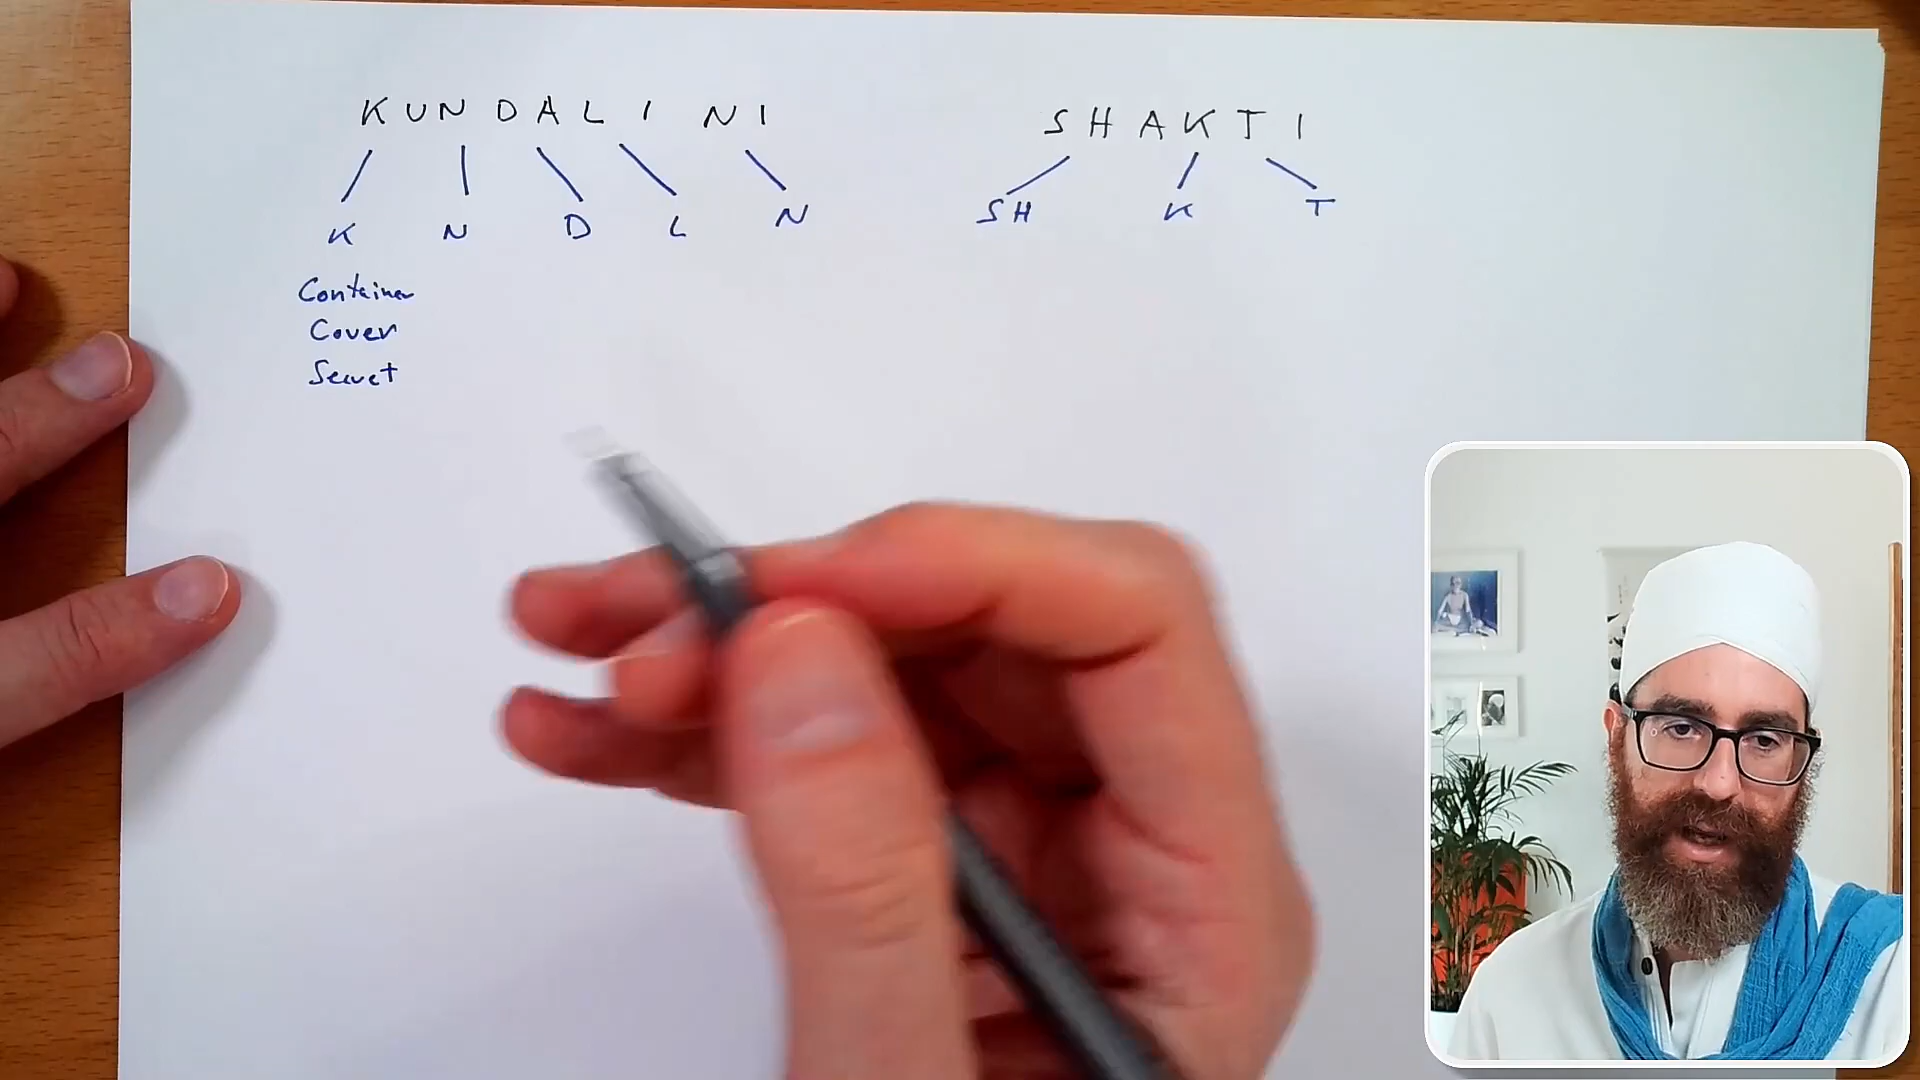 KUNDALINI SHAKTI
K N D L N SH K T
Container
Cover
Secret